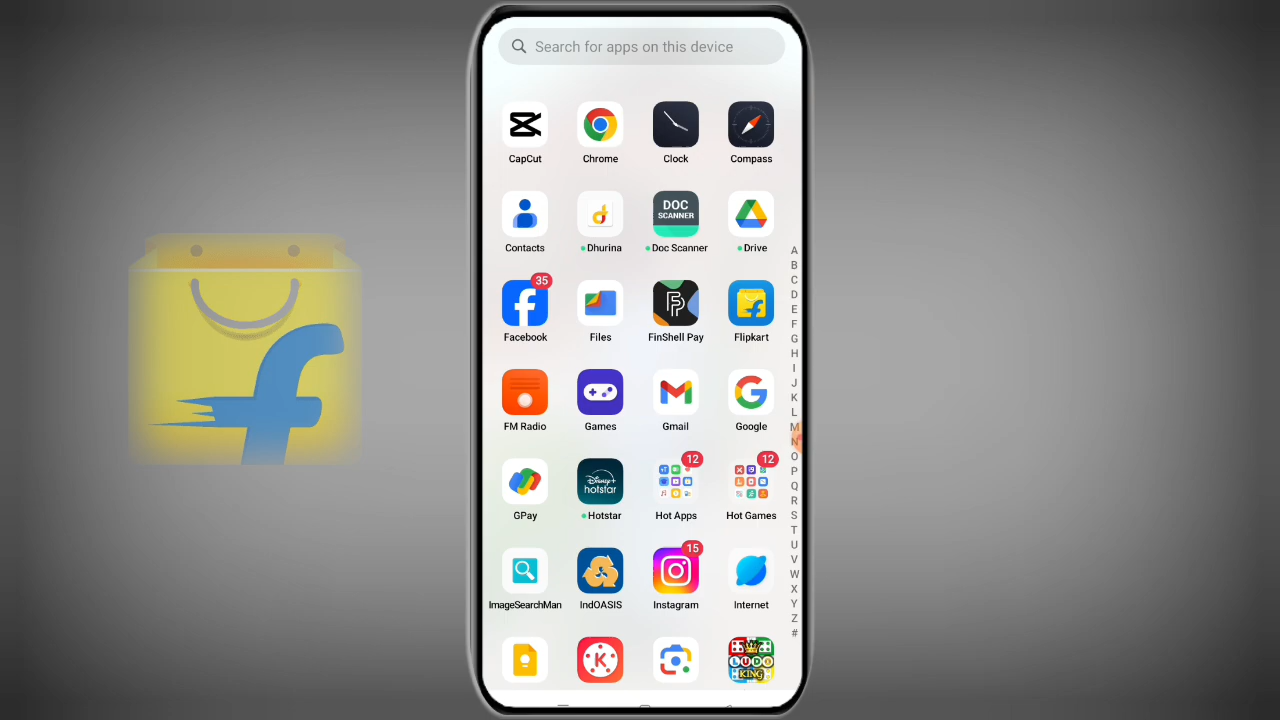 Search for apps on this device
CapCut Chrome Clock Compass
DOC
SCANNER
Contacts Dhurina Doc Scanner Drive
35
Facebook Files FinShell Pay Flipkart
FM Radio Games Gmail Google
12 12
Disney+
hotstar
GPay Hotstar Hot Apps Hot Games
15
ImageSearchMan IndOASIS Instagram Internet
LUDO
KING
A
B
C
D
E
F
G
H
I
J
K
L
M
N
O
P
Q
R
S
T
U
V
W
X
Y
Z
#